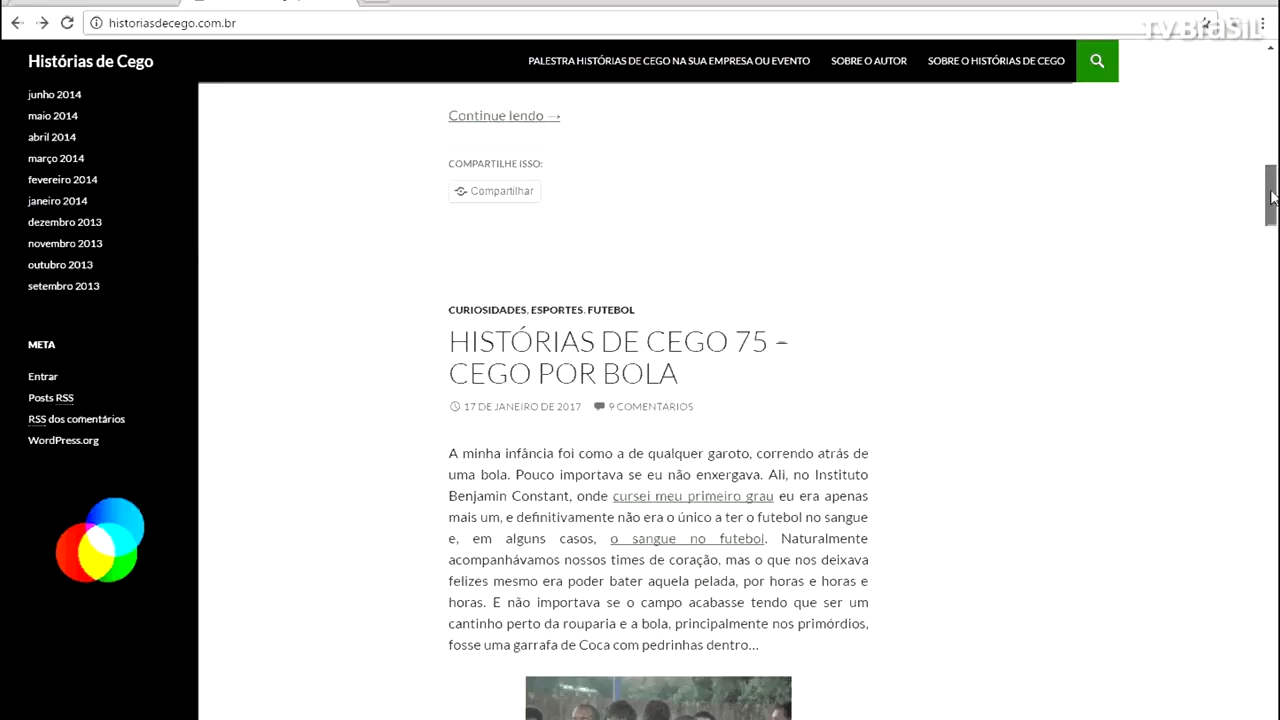 historiasdecego.com.br
TV BrasiL
Histórias de Cego
PALESTRA HISTÓRIAS DE CEGO NA SUA EMPRESA OU EVENTO
SOBRE O AUTOR
SOBRE O HISTÓRIAS DE CEGO
junho 2014
maio 2014
abril 2014
março 2014
fevereiro 2014
janeiro 2014
dezembro 2013
novembro 2013
outubro 2013
setembro 2013
META
Entrar
Posts RSS
RSS dos comentários
WordPress.org
Continue lendo →
COMPARTILHE ISSO:
Compartilhar
CURIOSIDADES, ESPORTES, FUTEBOL
HISTÓRIAS DE CEGO 75 –
CEGO POR BOLA
17 DE JANEIRO DE 2017
9 COMENTÁRIOS
A minha infância foi como a de qualquer garoto, correndo atrás de
uma bola. Pouco importava se eu não enxergava. Ali, no Instituto
Benjamin Constant, onde cursei meu primeiro grau eu era apenas
mais um, e definitivamente não era o único a ter o futebol no sangue
e, em alguns casos, o sangue no futebol. Naturalmente
acompanhávamos nossos times de coração, mas o que nos deixava
felizes mesmo era poder bater aquela pelada, por horas e horas e
horas. E não importava se o campo acabasse tendo que ser um
cantinho perto da rouparia e a bola, principalmente nos primórdios,
fosse uma garrafa de Coca com pedrinhas dentro…